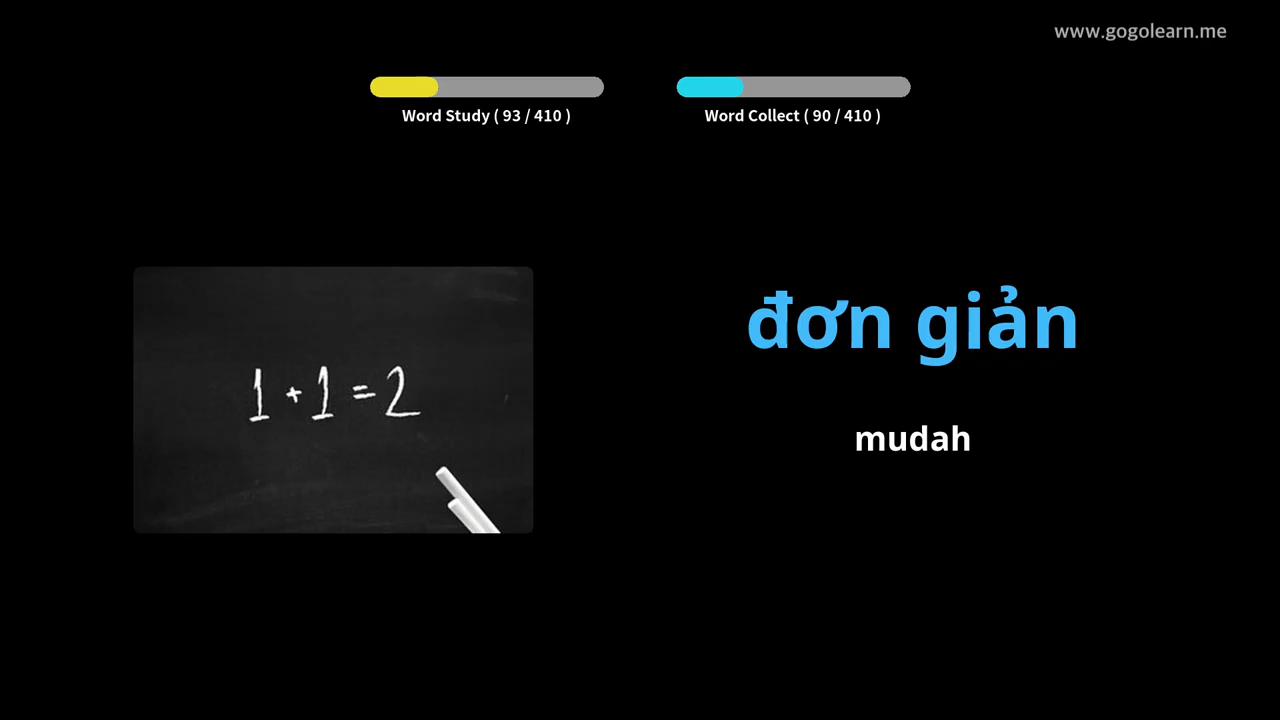 www.gogolearn.me
Word Study ( 93 / 410 )
Word Collect ( 90 / 410 )
1 + 1 = 2
đơn giản
mudah